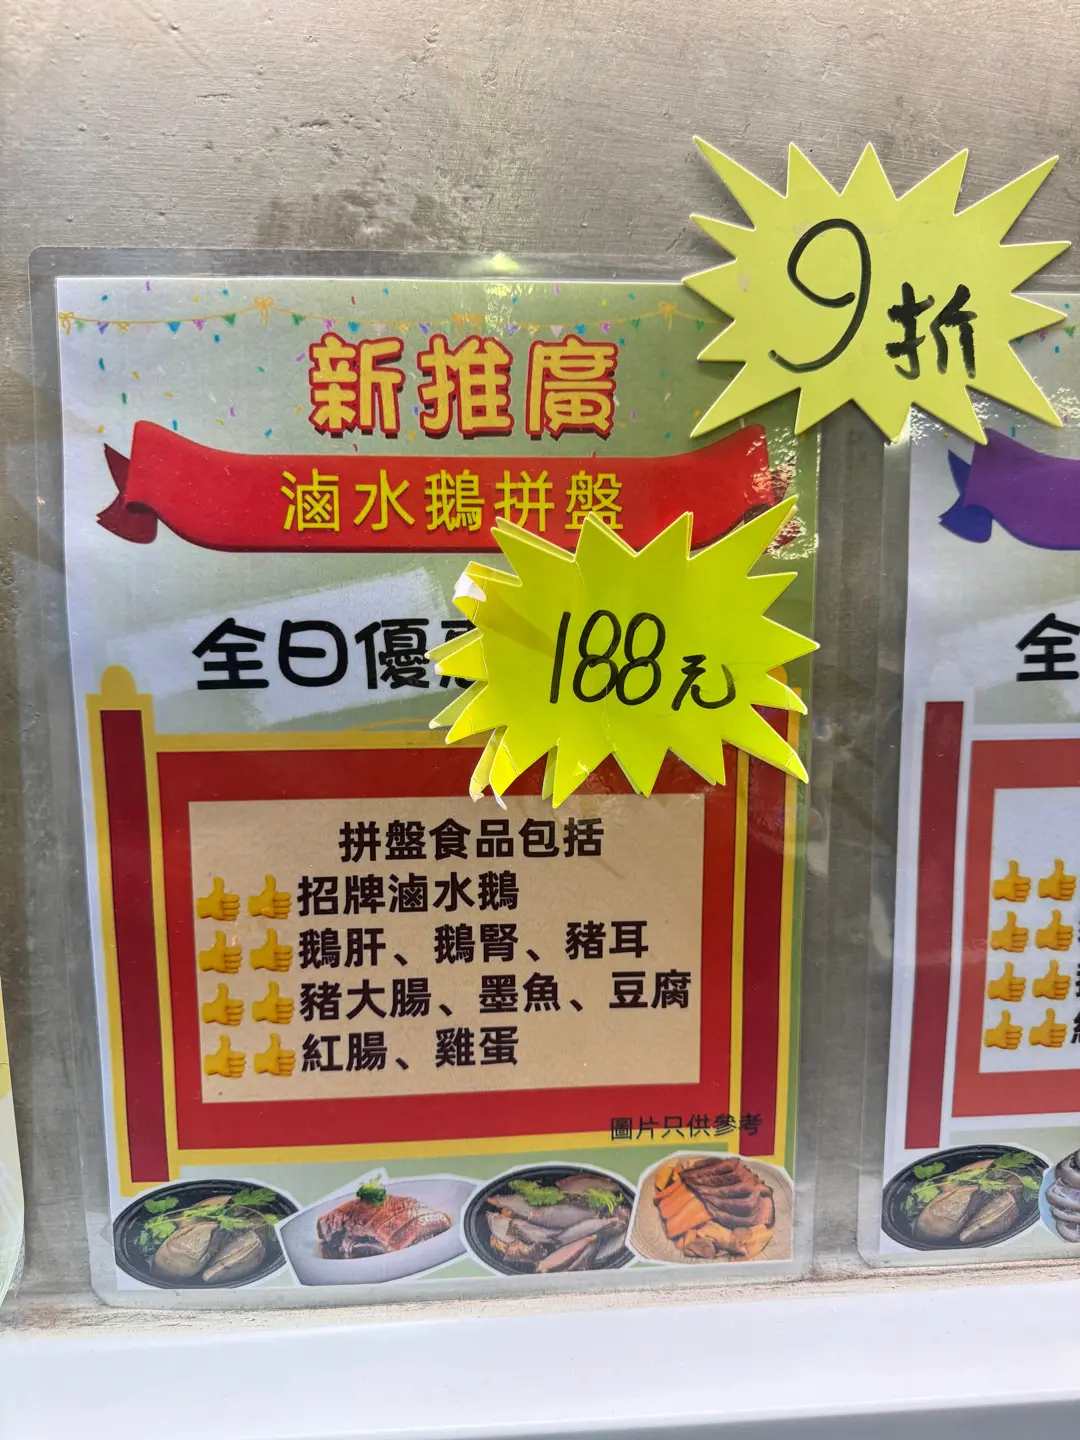 9折
新推廣
滷水鵝拼盤
全日優惠
188元
拼盤食品包括
招牌滷水鵝
鵝肝、鵝腎、豬耳
豬大腸、墨魚、豆腐
紅腸、雞蛋
圖片只供參考
全